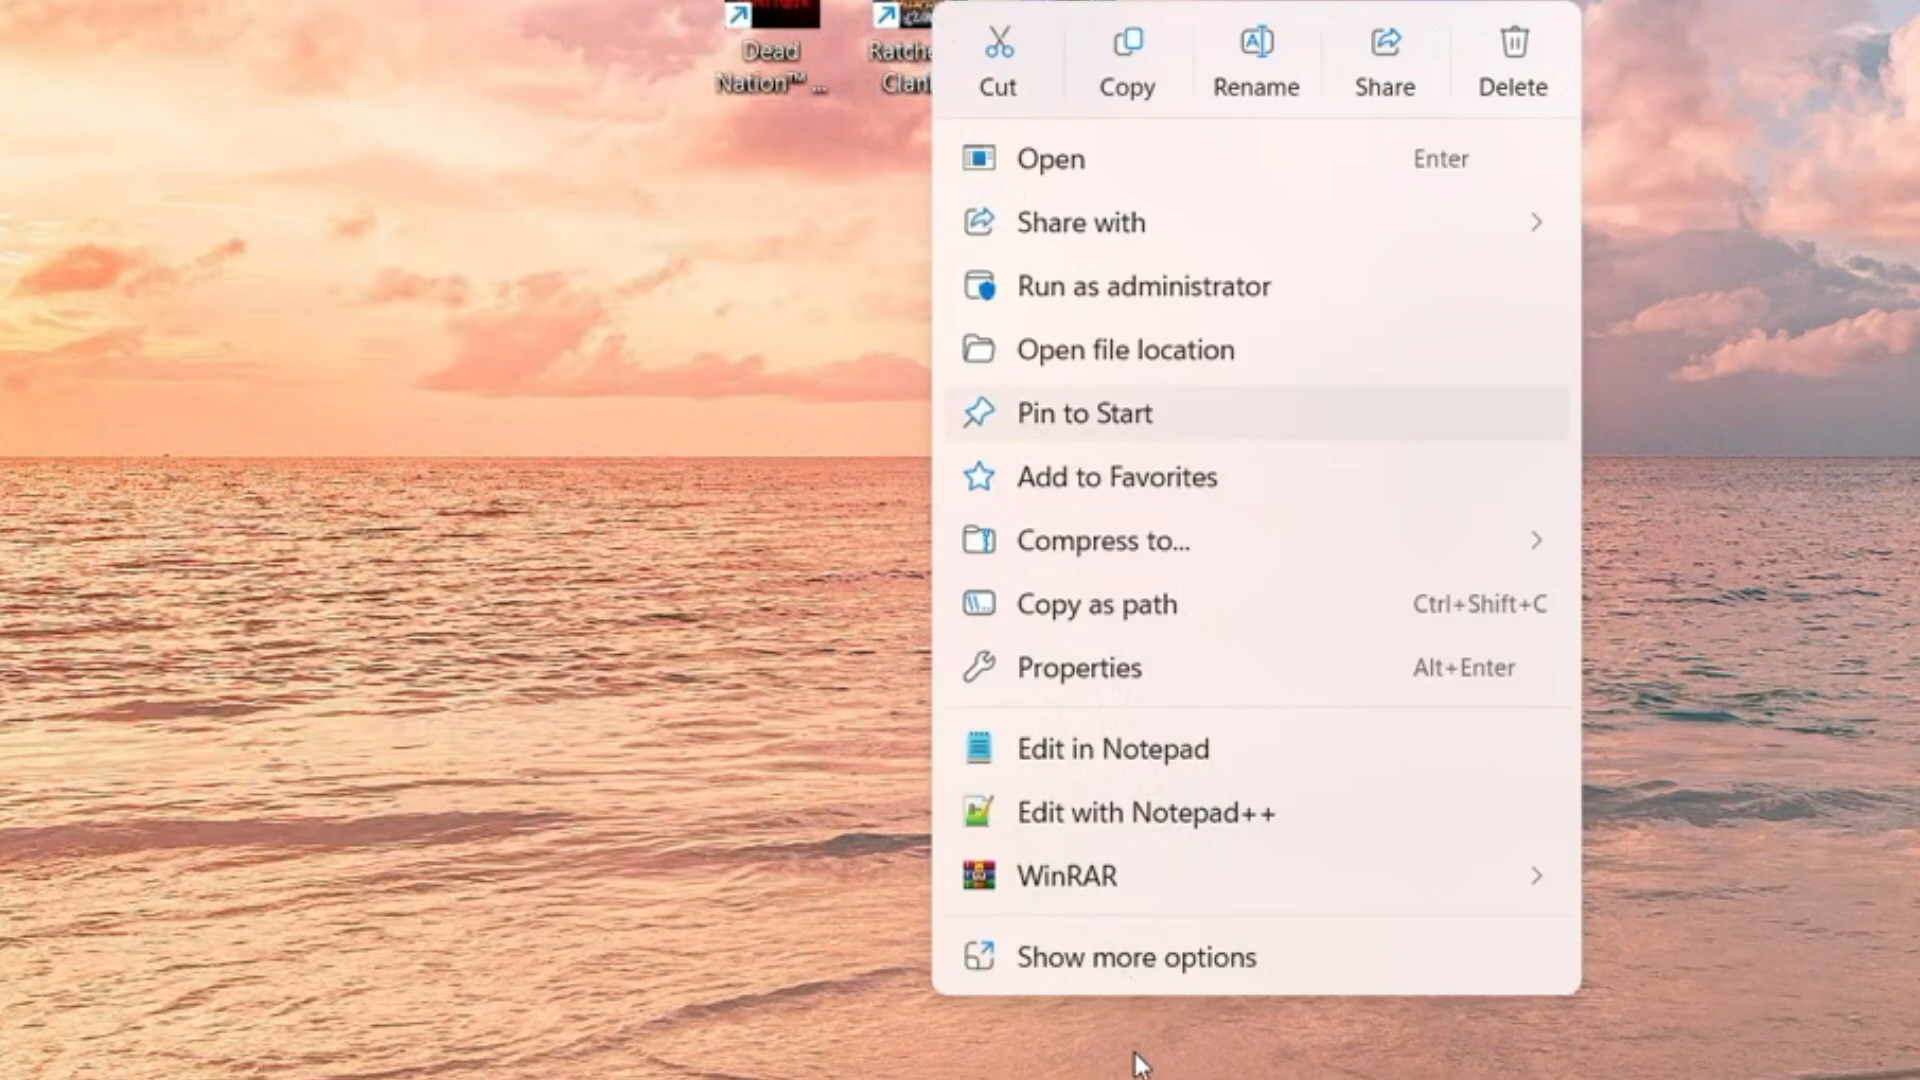 Dead
Nation™ ...
Cut
Copy
Rename
Share
Delete
Open
Enter
Share with
Run as administrator
Open file location
Pin to Start
Add to Favorites
Compress to...
Copy as path
Ctrl+Shift+C
Properties
Alt+Enter
Edit in Notepad
Edit with Notepad++
WinRAR
Show more options